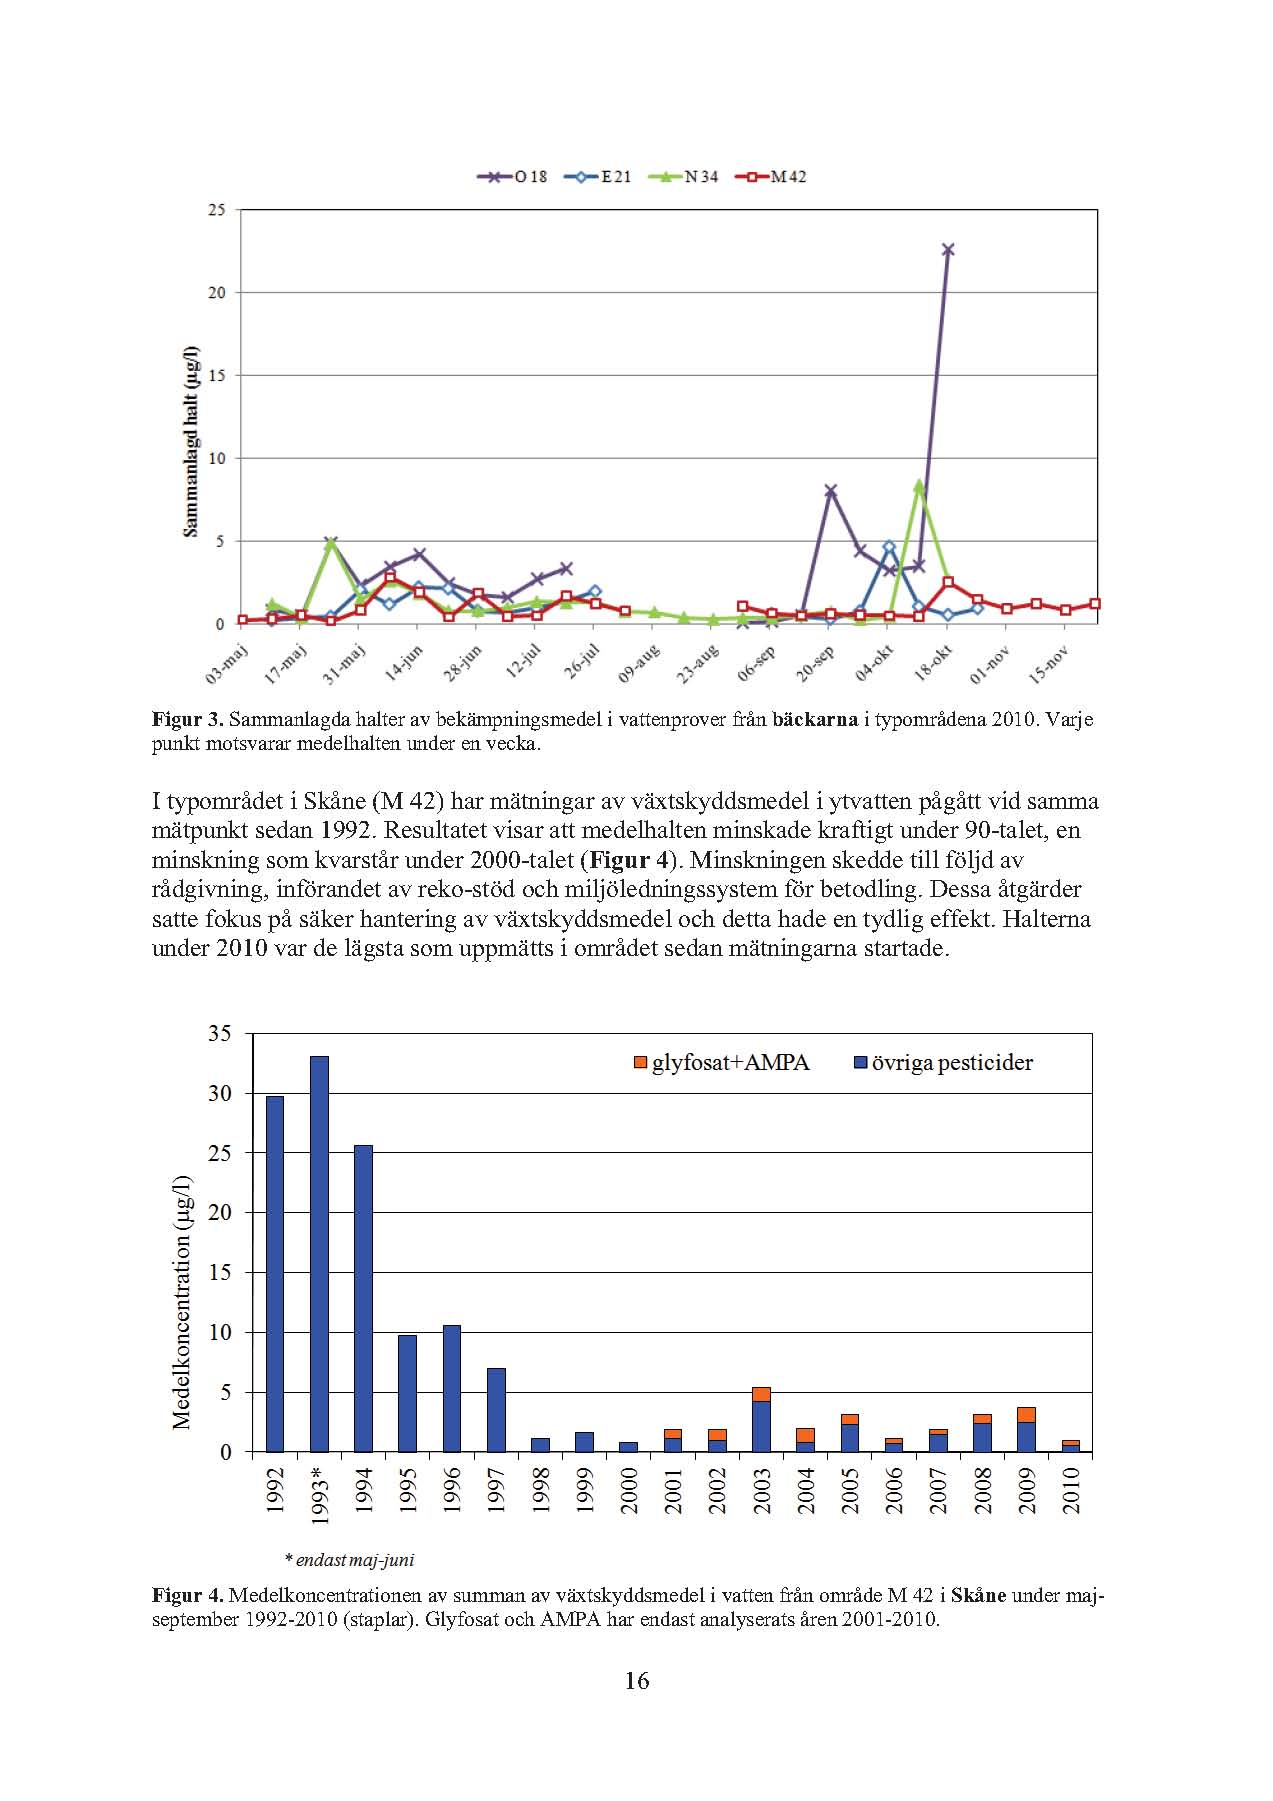 O 18 E 21 N 34 M 42
25
20
15
10
5
0
Sammanlagd halt (µg/l)
03-maj 17-maj 31-maj 14-jun 28-jun 12-jul 26-jul 09-aug 23-aug 06-sep 20-sep 04-okt 18-okt 01-nov 15-nov
Figur 3. Sammanlagda halter av bekämpningsmedel i vattenprover från bäckarna i typområdena 2010. Varje
punkt motsvarar medelhalten under en vecka.
I typområdet i Skåne (M 42) har mätningar av växtskyddsmedel i ytvatten pågått vid samma
mätpunkt sedan 1992. Resultatet visar att medelhalten minskade kraftigt under 90-talet, en
minskning som kvarstår under 2000-talet (Figur 4). Minskningen skedde till följd av
rådgivning, införandet av reko-stöd och miljöledningssystem för betodling. Dessa åtgärder
satte fokus på säker hantering av växtskyddsmedel och detta hade en tydlig effekt. Halterna
under 2010 var de lägsta som uppmätts i området sedan mätningarna startade.
35
glyfosat+AMPA övriga pesticider
30
25
20
15
10
5
0
Medelkoncentration (µg/l)
1992 1993* 1994 1995 1996 1997 1998 1999 2000 2001 2002 2003 2004 2005 2006 2007 2008 2009 2010
* endast maj-juni
Figur 4. Medelkoncentrationen av summan av växtskyddsmedel i vatten från område M 42 i Skåne under maj-
september 1992-2010 (staplar). Glyfosat och AMPA har endast analyserats åren 2001-2010.
16